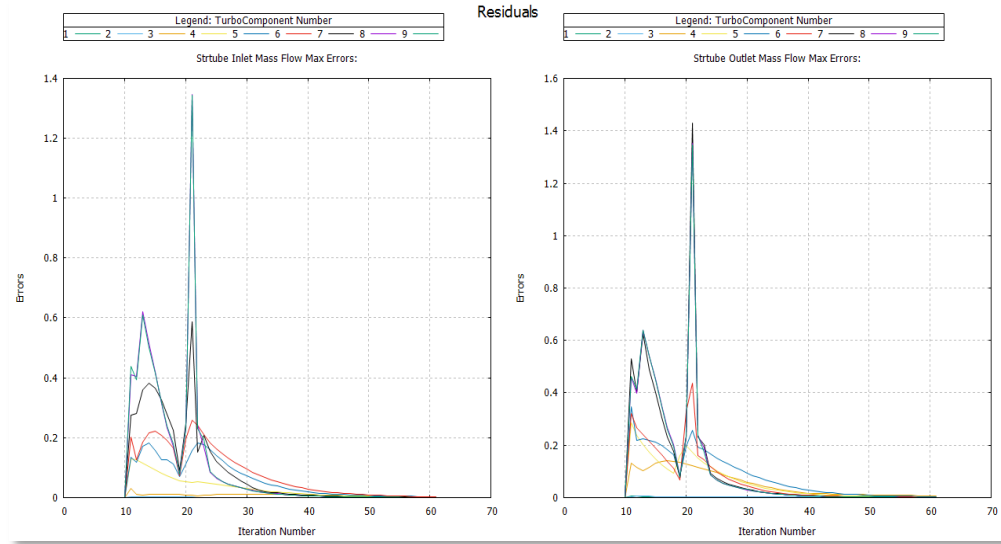 Residuals
Legend: TurboComponent Number
1 2 3 4 5 6 7 8 9
Strtube Inlet Mass Flow Max Errors:
1.4
1.2
1
0.8
0.6
0.4
0.2
0
Errors
0 10 20 30 40 50 60 70
Iteration Number
Legend: TurboComponent Number
1 2 3 4 5 6 7 8 9
Strtube Outlet Mass Flow Max Errors:
1.6
1.4
1.2
1
0.8
0.6
0.4
0.2
0
Errors
0 10 20 30 40 50 60 70
Iteration Number